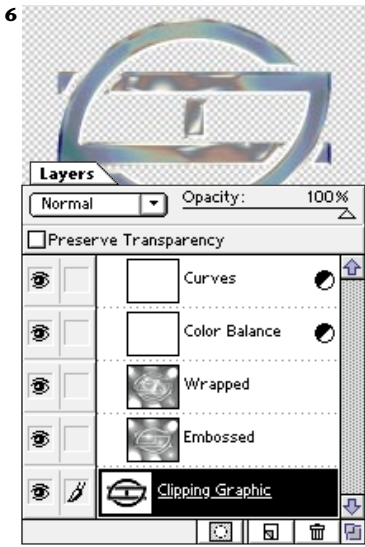 6
Layers
Normal Opacity: 100%
Preserve Transparency
Curves
Color Balance
Wrapped
Embossed
Clipping Graphic